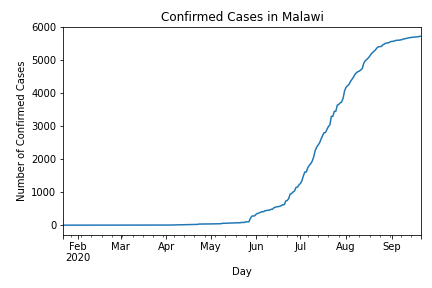 Confirmed Cases in Malawi
Number of Confirmed Cases
6000
5000
4000
3000
2000
1000
0
Feb Mar Apr May Jun Jul Aug Sep
2020
Day